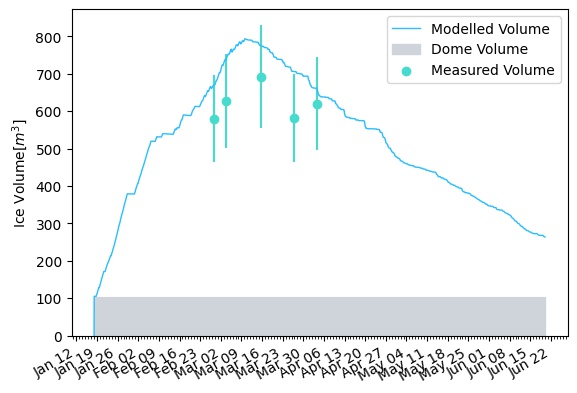 Modelled Volume
Dome Volume
Measured Volume
Ice Volume[m³]
800
700
600
500
400
300
200
100
0
Jan 12
Jan 19
Jan 26
Feb 02
Feb 09
Feb 16
Feb 23
Mar 02
Mar 09
Mar 16
Mar 23
Mar 30
Apr 06
Apr 13
Apr 20
Apr 27
May 04
May 11
May 18
May 25
Jun 01
Jun 08
Jun 15
Jun 22